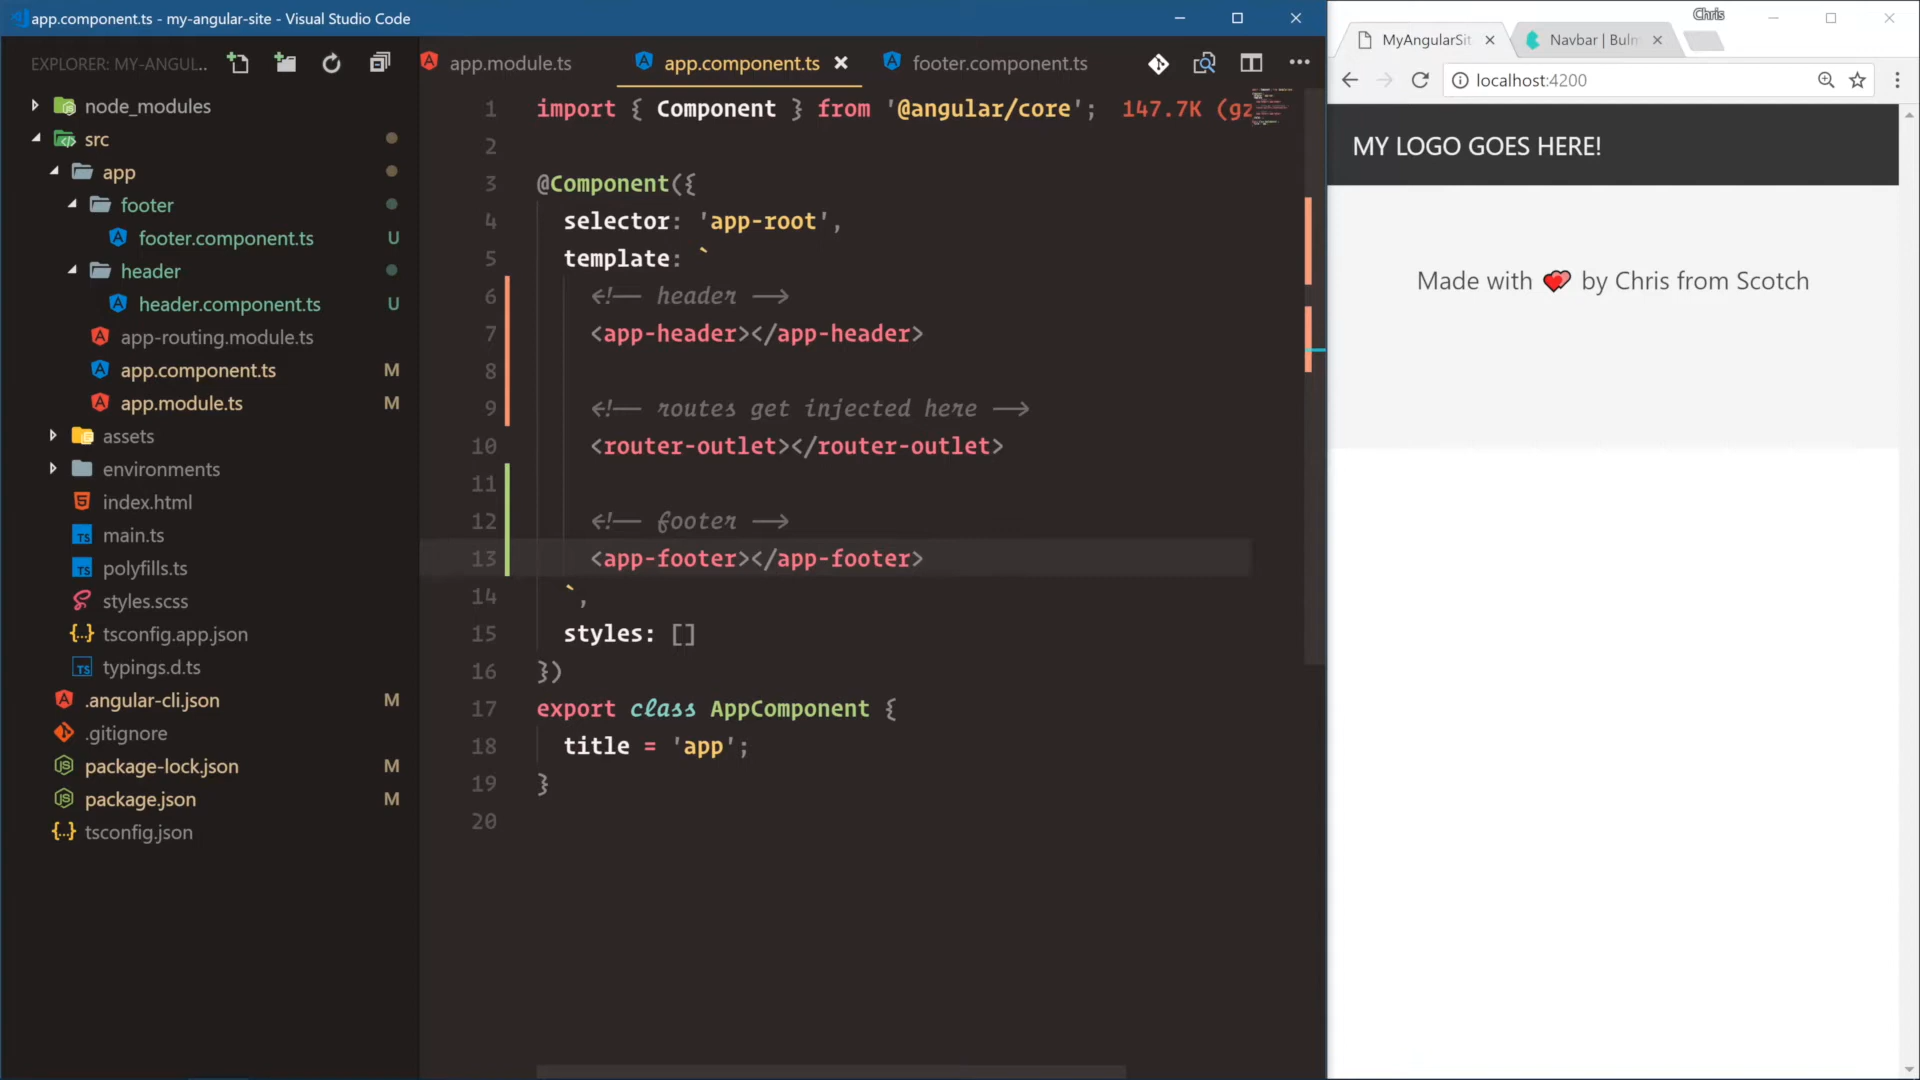 app.component.ts - my-angular-site - Visual Studio Code
EXPLORER: MY-ANGUL...
node_modules
src
app
footer
footer.component.ts U
header
header.component.ts U
app-routing.module.ts
app.component.ts M
app.module.ts M
assets
environments
index.html
main.ts
polyfills.ts
styles.scss
tsconfig.app.json
typings.d.ts
.angular-cli.json M
.gitignore
package-lock.json M
package.json M
tsconfig.json
app.module.ts
app.component.ts
footer.component.ts
1 import { Component } from '@angular/core'; 147.7K (gz
2
3 @Component({
4 selector: 'app-root',
5 template: `
6 <!-- header -->
7 <app-header></app-header>
8
9 <!-- routes get injected here -->
10 <router-outlet></router-outlet>
11
12 <!-- footer -->
13 <app-footer></app-footer>
14 `,
15 styles: []
16 })
17 export class AppComponent {
18 title = 'app';
19 }
20
Chris
MyAngularSit
Navbar | Bulm
localhost:4200
MY LOGO GOES HERE!
Made with 💕 by Chris from Scotch